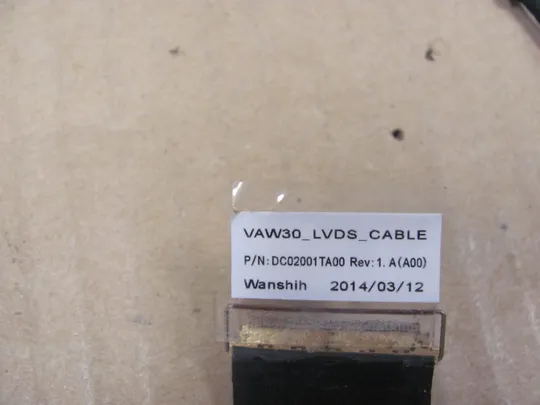 VAW30_LVDS_CABLE
P/N:DC02001TA00 Rev:1.A(A00)
Wanshih 2014/03/12